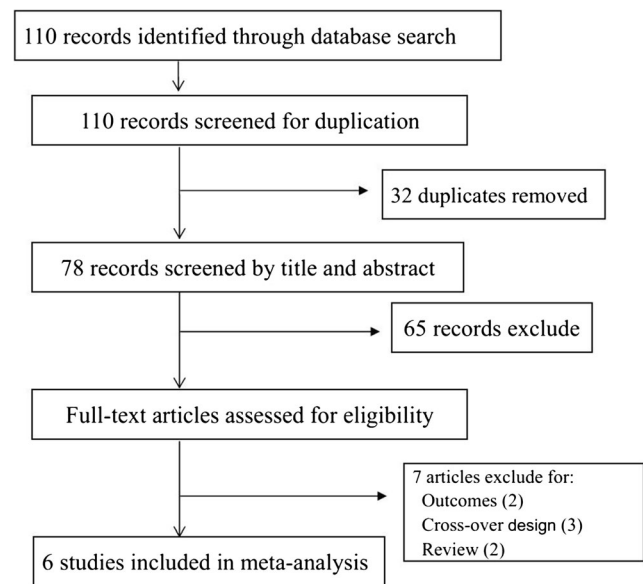 110 records identified through database search
110 records screened for duplication
32 duplicates removed
78 records screened by title and abstract
65 records exclude
Full-text articles assessed for eligibility
7 articles exclude for:
Outcomes (2)
Cross-over design (3)
Review (2)
6 studies included in meta-analysis